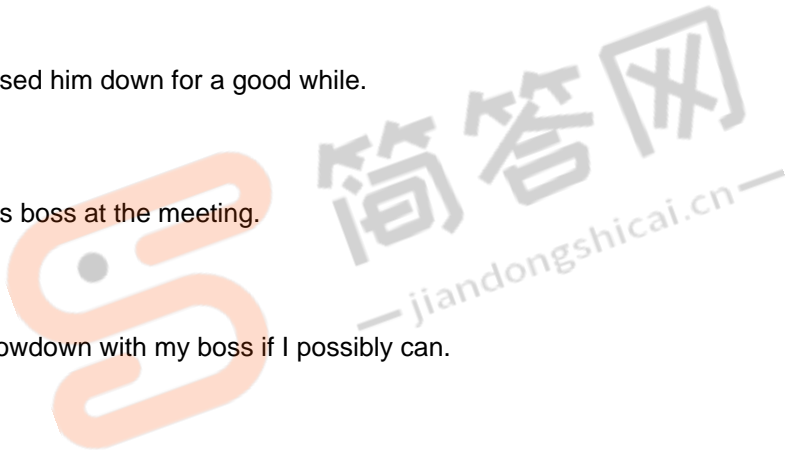 sed him down for a good while.
简答网
s boss at the meeting.
jiandongshicai.cn
owdown with my boss if I possibly can.